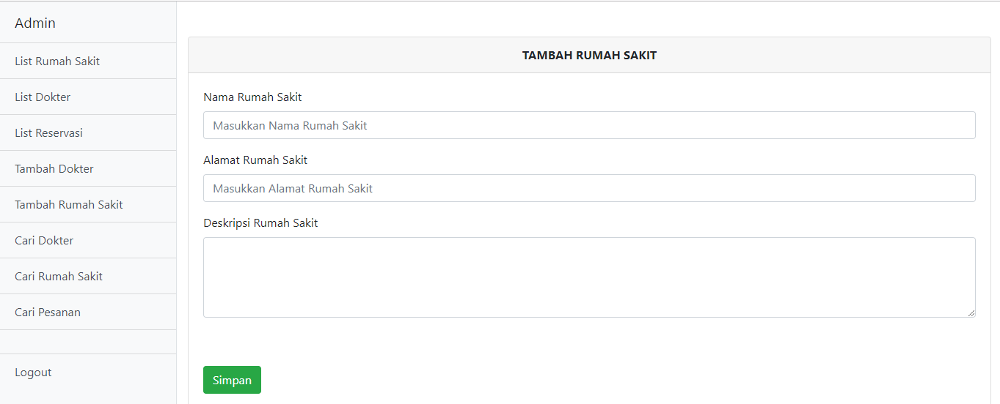 Admin
List Rumah Sakit
List Dokter
List Reservasi
Tambah Dokter
Tambah Rumah Sakit
Cari Dokter
Cari Rumah Sakit
Cari Pesanan
Logout
TAMBAH RUMAH SAKIT
Nama Rumah Sakit
Masukkan Nama Rumah Sakit
Alamat Rumah Sakit
Masukkan Alamat Rumah Sakit
Deskripsi Rumah Sakit
Simpan